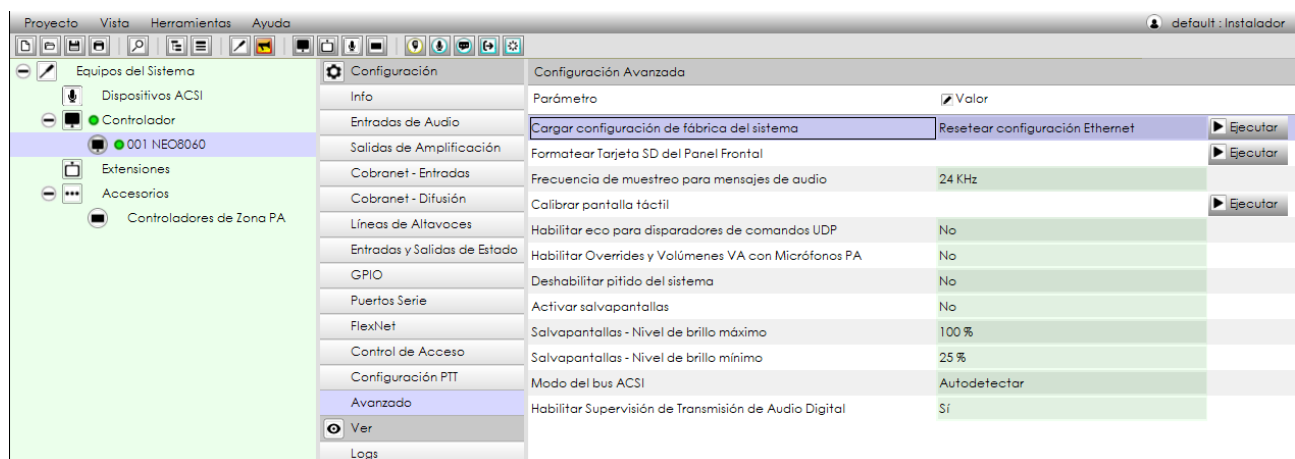 Proyecto Vista Herramientas Ayuda default : Instalador
Equipos del Sistema
Dispositivos ACSI
Controlador
001 NEO8060
Extensiones
Accesorios
Controladores de Zona PA
Configuración
Info
Entradas de Audio
Salidas de Amplificación
Cobranet - Entradas
Cobranet - Difusión
Líneas de Altavoces
Entradas y Salidas de Estado
GPIO
Puertos Serie
FlexNet
Control de Acceso
Configuración PTT
Avanzado
Ver
Logs
Configuración Avanzada
Parámetro Valor
Cargar configuración de fábrica del sistema Resetear configuración Ethernet Ejecutar
Formatear Tarjeta SD del Panel Frontal Ejecutar
Frecuencia de muestreo para mensajes de audio 24 KHz
Calibrar pantalla táctil Ejecutar
Habilitar eco para disparadores de comandos UDP No
Habilitar Overrides y Volúmenes VA con Micrófonos PA No
Deshabilitar pitido del sistema No
Activar salvapantallas No
Salvapantallas - Nivel de brillo máximo 100 %
Salvapantallas - Nivel de brillo mínimo 25 %
Modo del bus ACSI Autodetectar
Habilitar Supervisión de Transmisión de Audio Digital Sí